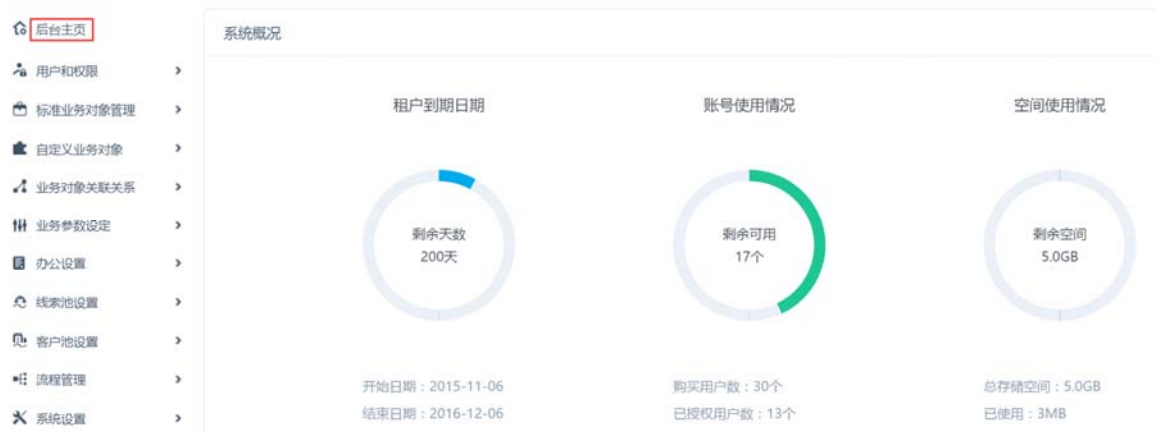 后台主页
用户和权限
标准业务对象管理
自定义业务对象
业务对象关联关系
业务参数设定
办公设置
线索池设置
客户池设置
流程管理
系统设置
系统概况
租户到期日期
剩余天数
200天
开始日期：2015-11-06
结束日期：2016-12-06
账号使用情况
剩余可用
17个
购买用户数：30个
已授权用户数：13个
空间使用情况
剩余空间
5.0GB
总存储空间：5.0GB
已使用：3MB